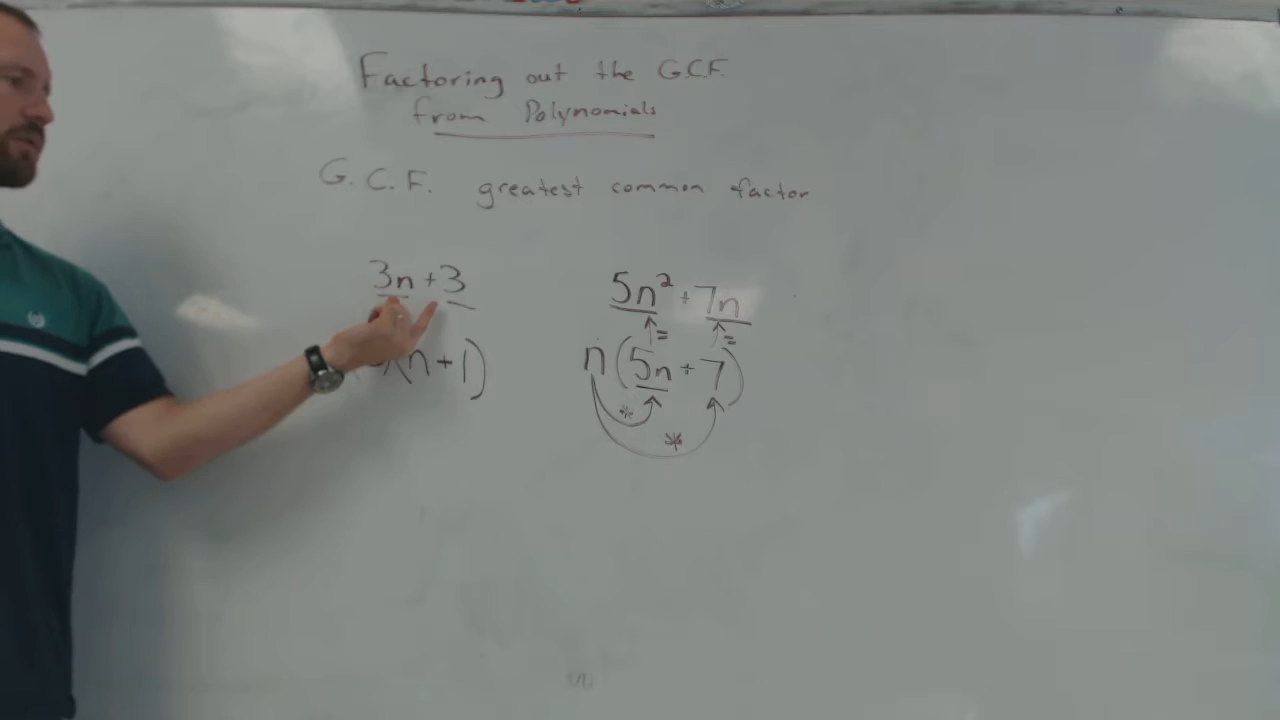 Factoring out the G.C.F.
from Polynomials
G.C.F. greatest common factor
3n + 3
(n + 1)
5n² + 7n
= =
n(5n + 7)
* *